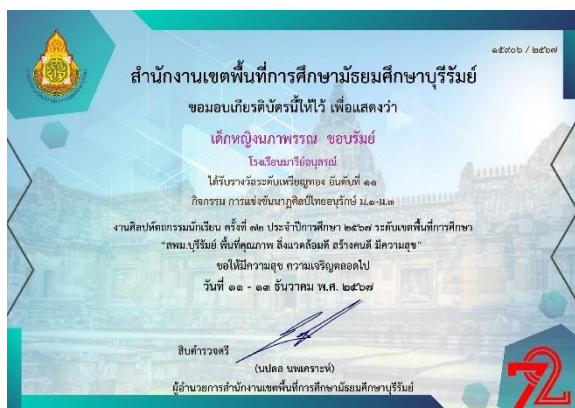 ๑๕๙๐๖ / ๒๕๖๗
สำนักงานเขตพื้นที่การศึกษามัธยมศึกษาบุรีรัมย์
ขอมอบเกียรติบัตรนี้ให้ไว้ เพื่อแสดงว่า
เด็กหญิงนภาพรรณ ชอบรัมย์
โรงเรียนมารีย์อนุสรณ์
ได้รับรางวัลระดับเหรียญทอง อันดับที่ ๑๑
กิจกรรม การแข่งขันนาฏศิลป์ไทยอนุรักษ์ ม.๑-ม.๓
งานศิลปหัตถกรรมนักเรียน ครั้งที่ ๗๒ ประจำปีการศึกษา ๒๕๖๗ ระดับเขตพื้นที่การศึกษา
“สพม.บุรีรัมย์ พื้นที่คุณภาพ สิ่งแวดล้อมดี สร้างคนดี มีความสุข”
ขอให้มีความสุข ความเจริญตลอดไป
วันที่ ๑๑ - ๑๓ ธันวาคม พ.ศ. ๒๕๖๗
สิบตำรวจตรี
(นปดล นพเคราะห์)
ผู้อำนวยการสำนักงานเขตพื้นที่การศึกษามัธยมศึกษาบุรีรัมย์
72